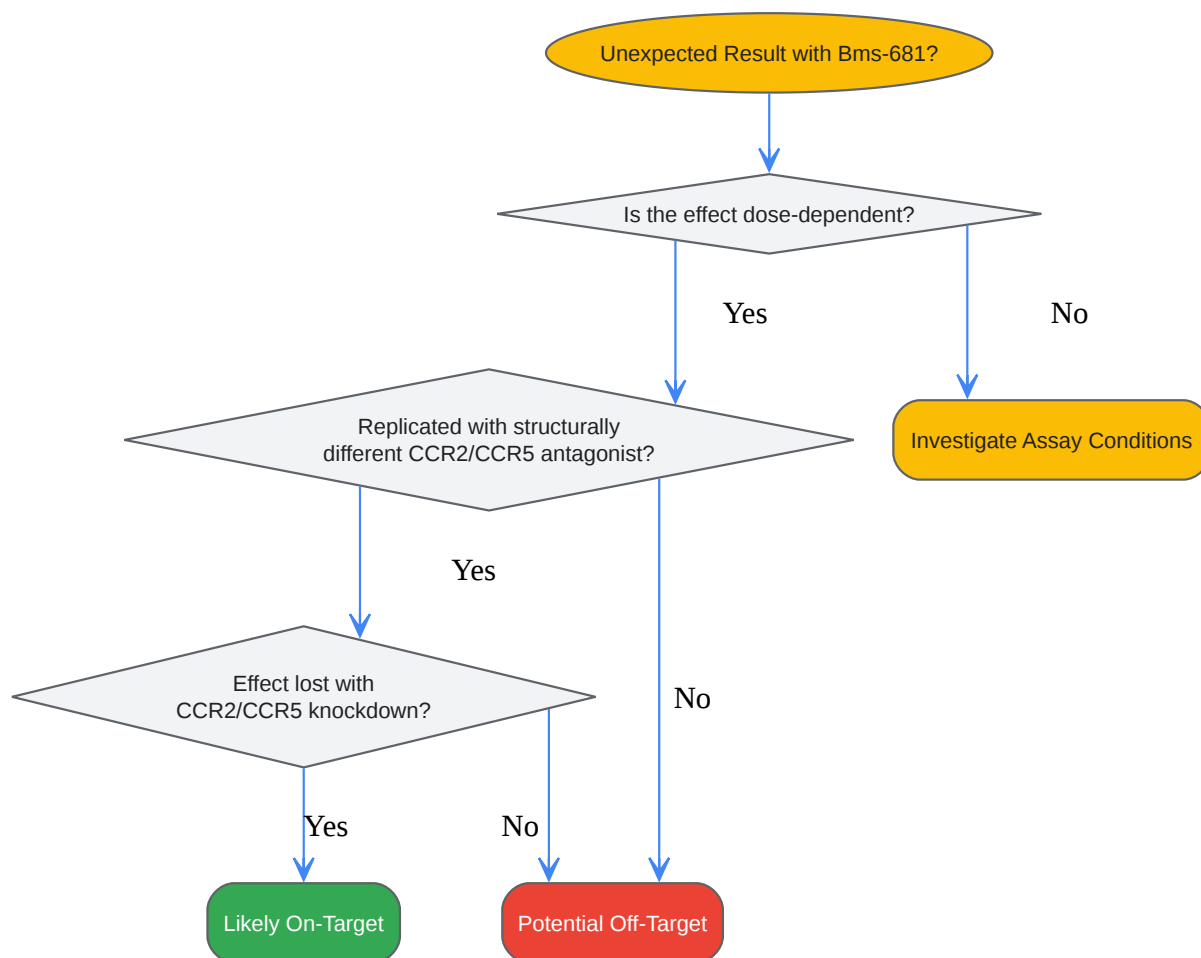 Unexpected Result with Bms-681?
Is the effect dose-dependent?
Yes
No
Replicated with structurally
different CCR2/CCR5 antagonist?
Investigate Assay Conditions
Yes
Effect lost with
CCR2/CCR5 knockdown?
No
Yes
No
Likely On-Target
Potential Off-Target